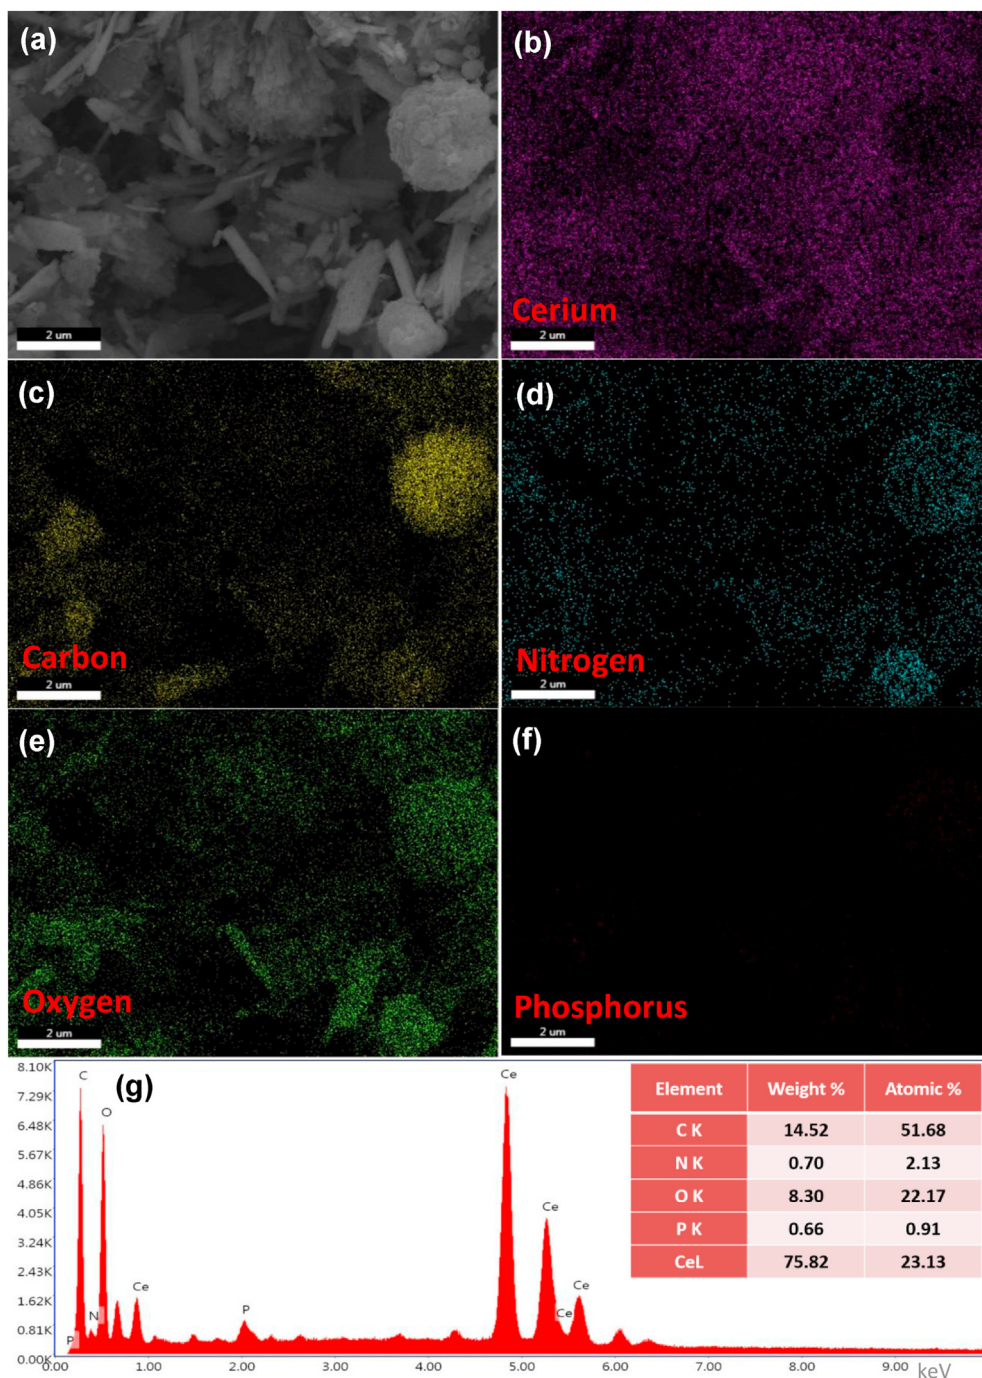 (a)
2 um
(b)
Cerium
2 um
(c)
Carbon
2 um
(d)
Nitrogen
2 um
(e)
Oxygen
2 um
(f)
Phosphorus
2 um
(g)
8.10K
7.29K
6.48K
5.67K
4.86K
4.05K
3.24K
2.43K
1.62K
0.81K
0.00K
P
C
N
O
Ce
P
Ce
Ce
Ce
Ce
0.00 1.00 2.00 3.00 4.00 5.00 6.00 7.00 8.00 9.00
keV
Element Weight % Atomic %
C K 14.52 51.68
N K 0.70 2.13
O K 8.30 22.17
P K 0.66 0.91
CeL 75.82 23.13